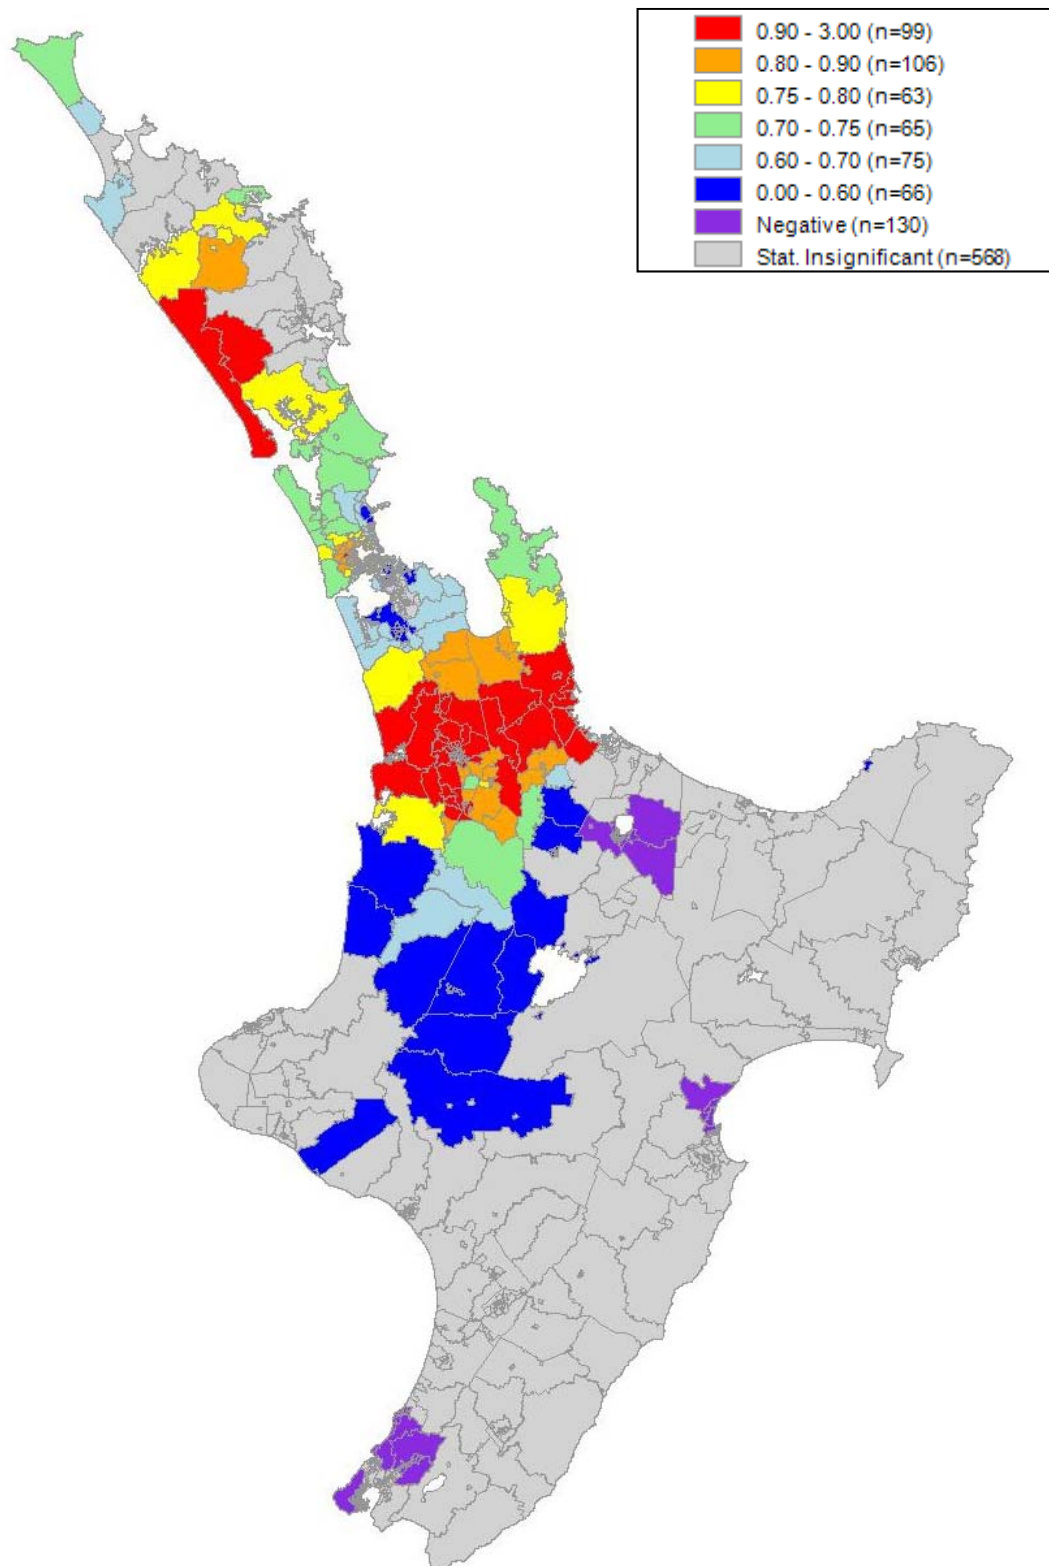 0.90 - 3.00 (n=99)
0.80 - 0.90 (n=106)
0.75 - 0.80 (n=63)
0.70 - 0.75 (n=65)
0.60 - 0.70 (n=75)
0.00 - 0.60 (n=66)
Negative (n=130)
Stat. Insignificant (n=568)